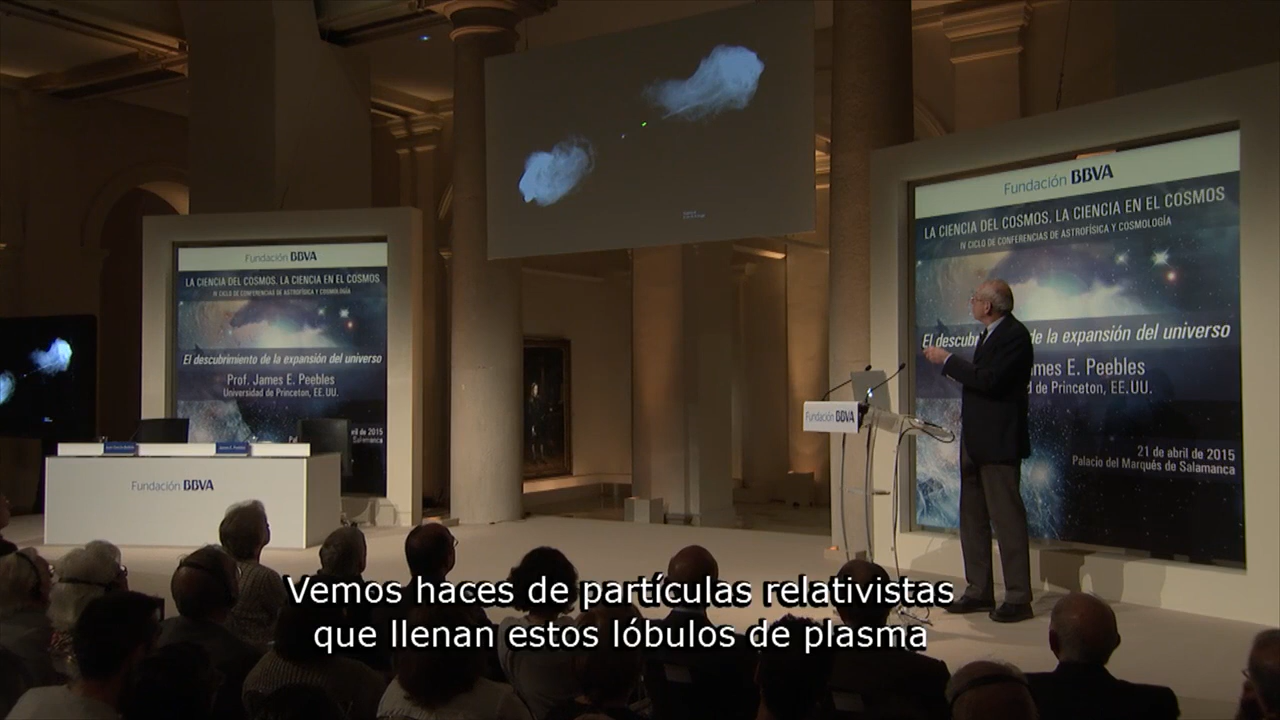 Fundación BBVA
LA CIENCIA DEL COSMOS. LA CIENCIA EN EL COSMOS
IV CICLO DE CONFERENCIAS DE ASTROFÍSICA Y COSMOLOGÍA
El descubrimiento de la expansión del universo
Prof. James E. Peebles
Universidad de Princeton, EE.UU.
ril de 2015
Salamanca
Fundación BBVA
Fundación BBVA
Fundación BBVA
LA CIENCIA DEL COSMOS. LA CIENCIA EN EL COSMOS
IV CICLO DE CONFERENCIAS DE ASTROFÍSICA Y COSMOLOGÍA
El descubr de la expansión del universo
mes E. Peebles
d de Princeton, EE.UU.
21 de abril de 2015
Palacio del Marqués de Salamanca
Vemos haces de partículas relativistas
que llenan estos lóbulos de plasma